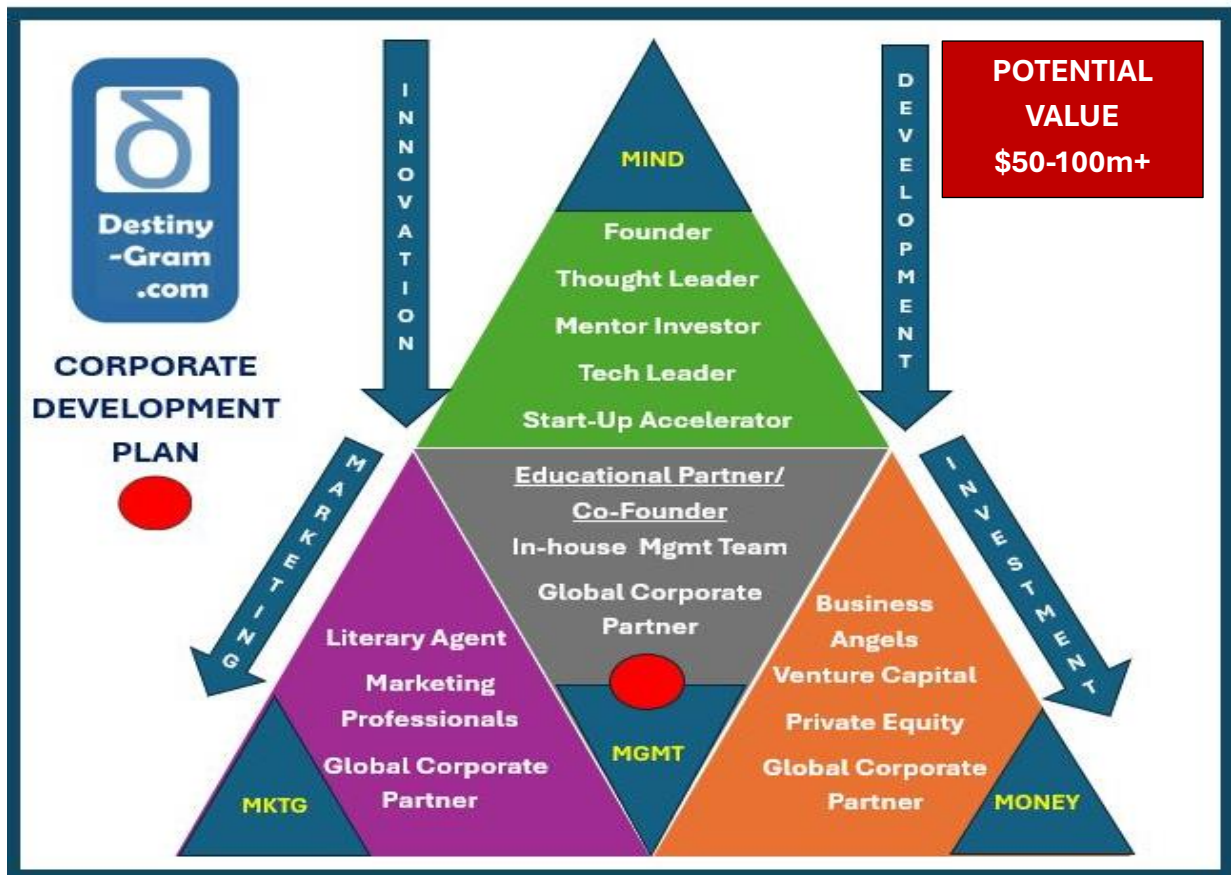 δ
Destiny
-Gram
.com
CORPORATE
DEVELOPMENT
PLAN
INNOVATION
DEVELOPMENT
POTENTIAL
VALUE
$50-100m+
MIND
Founder
Thought Leader
Mentor Investor
Tech Leader
Start-Up Accelerator
MARKETING
INVESTMENT
Educational Partner/
Co-Founder
In-house Mgmt Team
Global Corporate
Partner
MGMT
Literary Agent
Marketing
Professionals
Global Corporate
Partner
MKTG
Business
Angels
Venture Capital
Private Equity
Global Corporate
Partner
MONEY